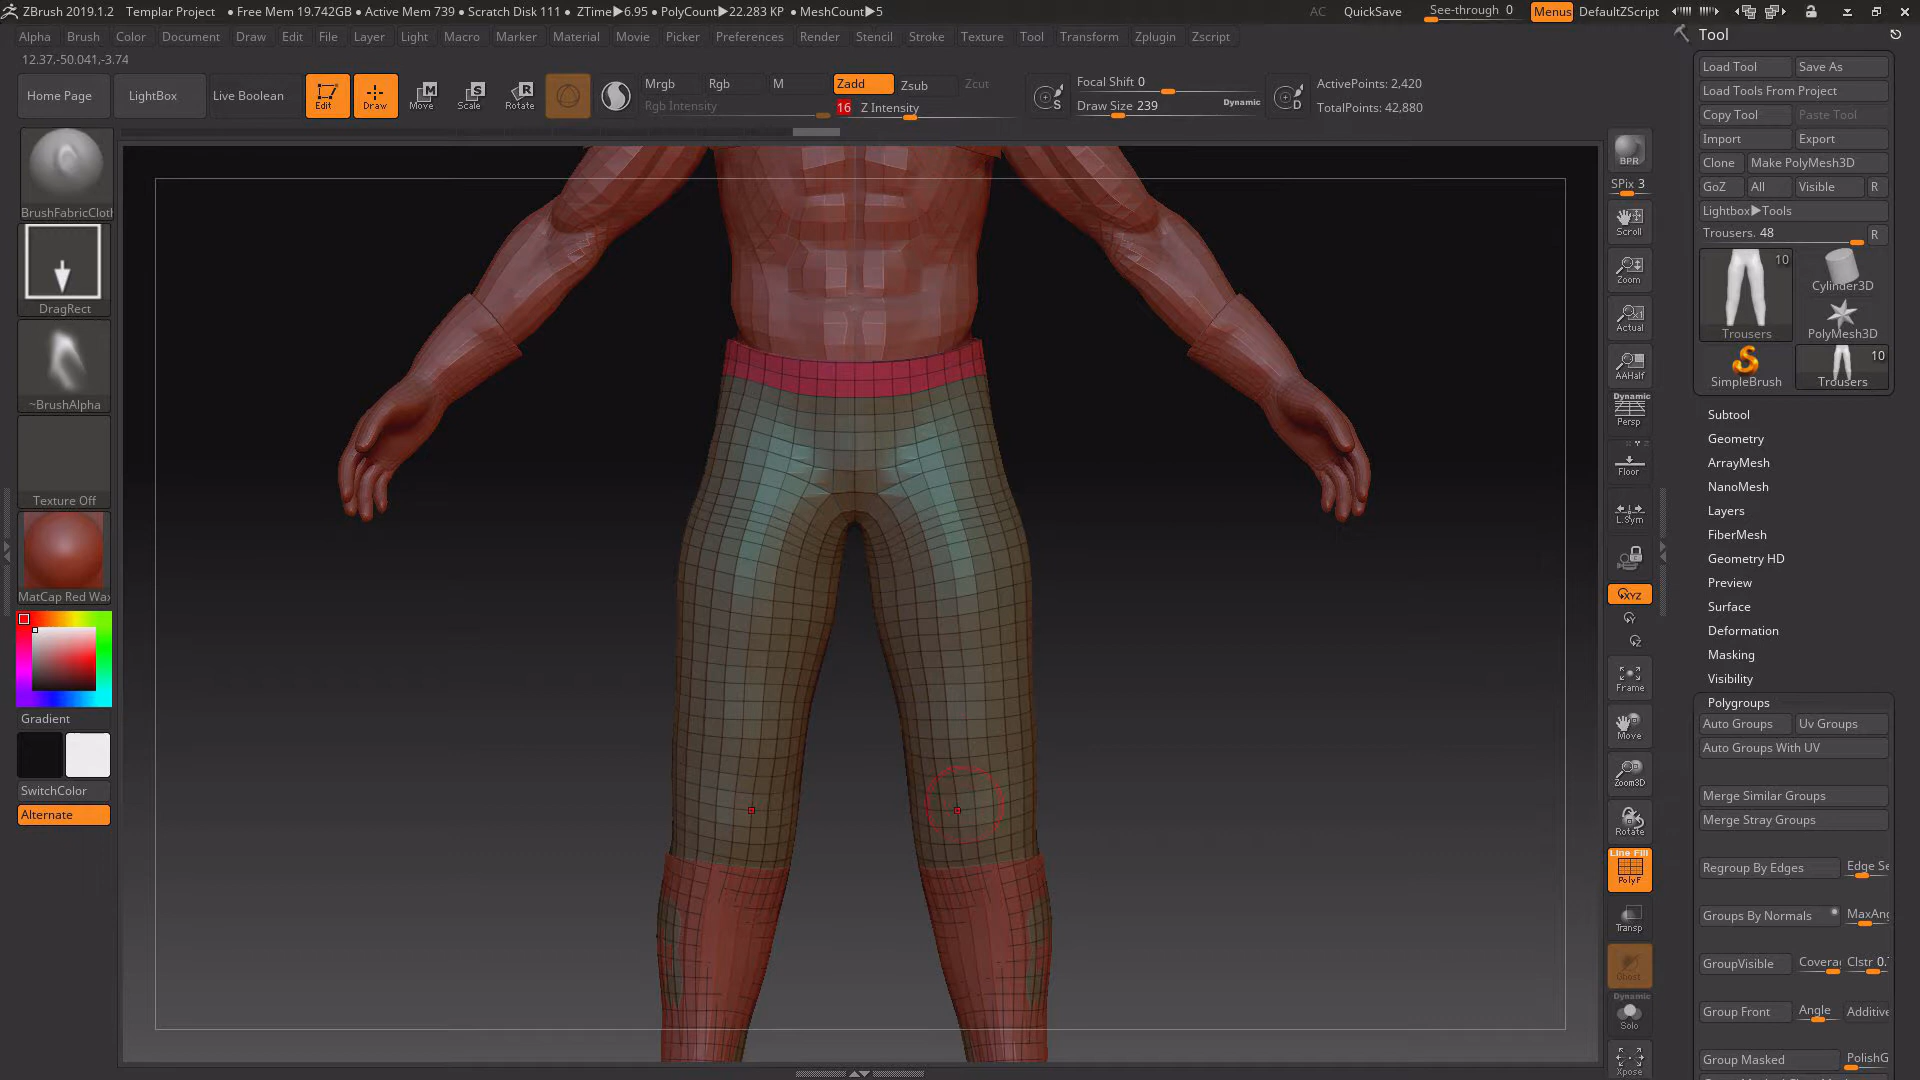 ZBrush 2019.1.2 Templar Project • Free Mem 19.742GB • Active Mem 739 • Scratch Disk 111 • ZTime▶6.95 • PolyCount▶22.283 KP • MeshCount▶5 AC QuickSave See-through 0 Menus DefaultZScript
Alpha Brush Color Document Draw Edit File Layer Light Macro Marker Material Movie Picker Preferences Render Stencil Stroke Texture Tool Transform Zplugin Zscript
12.37,-50.041,-3.74
Home Page LightBox Live Boolean Edit Draw Move Scale Rotate
Mrgb Rgb M Zadd Zsub Zcut
Rgb Intensity 16 Z Intensity
Focal Shift 0
Draw Size 239 Dynamic
ActivePoints: 2,420
TotalPoints: 42,880
BrushFabricCloth
DragRect
~BrushAlpha
Texture Off
MatCap Red Wax
Gradient
SwitchColor
Alternate
BPR
SPix 3
Scroll
Zoom
Actual
AAHalf
Dynamic
Persp
Floor
L.Sym
XYZ
Frame
Move
Zoom3D
Rotate
Line Fill
PolyF
Transp
Ghost
Dynamic
Solo
Xpose
Tool
Load Tool Save As
Load Tools From Project
Copy Tool Paste Tool
Import Export
Clone Make PolyMesh3D
GoZ All Visible R
Lightbox▶Tools
Trousers. 48 R
10
Trousers
Cylinder3D
PolyMesh3D
SimpleBrush
10
Trousers
Subtool
Geometry
ArrayMesh
NanoMesh
Layers
FiberMesh
Geometry HD
Preview
Surface
Deformation
Masking
Visibility
Polygroups
Auto Groups Uv Groups
Auto Groups With UV
Merge Similar Groups
Merge Stray Groups
Regroup By Edges Edge Se
Groups By Normals MaxAng
GroupVisible Covera Clstr 0.
Group Front Angle Additive
Group Masked PolishG